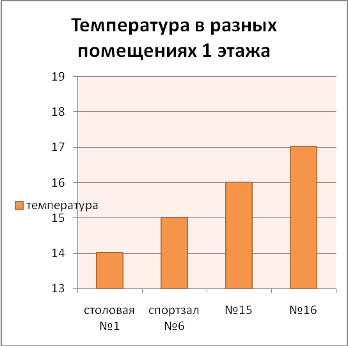 Температура в разных
помещениях 1 этажа
19
18
17
16
15
14
13
температура
столовая №1
спортзал №6
№15
№16